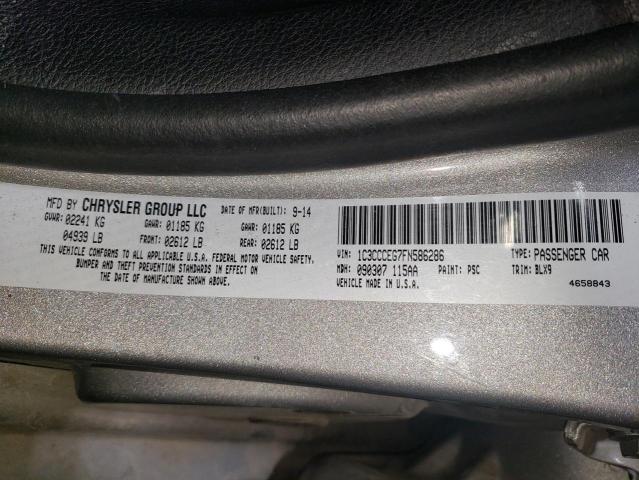 MFD BY CHRYSLER GROUP LLC DATE OF MFR(BUILT): 9-14
GVWR: 02241 KG GAWR: 01185 KG GAWR: 01185 KG
04939 LB FRONT: 02612 LB REAR: 02612 LB
THIS VEHICLE CONFORMS TO ALL APPLICABLE U.S.A. FEDERAL MOTOR VEHICLE SAFETY,
BUMPER AND THEFT PREVENTION STANDARDS IN EFFECT ON
THE DATE OF MANUFACTURE SHOWN ABOVE.
VIN: 1C3CCCEG7FN586286 TYPE: PASSENGER CAR
MDH: 090307 115AA PAINT: PSC TRIM: BLX9
VEHICLE MADE IN U.S.A. 4658843